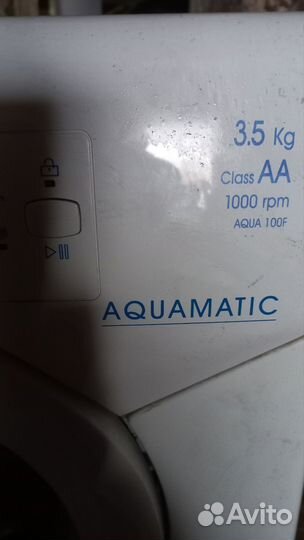 3.5 Kg
Class AA
1000 rpm
AQUA 100F
AQUAMATIC
Avito